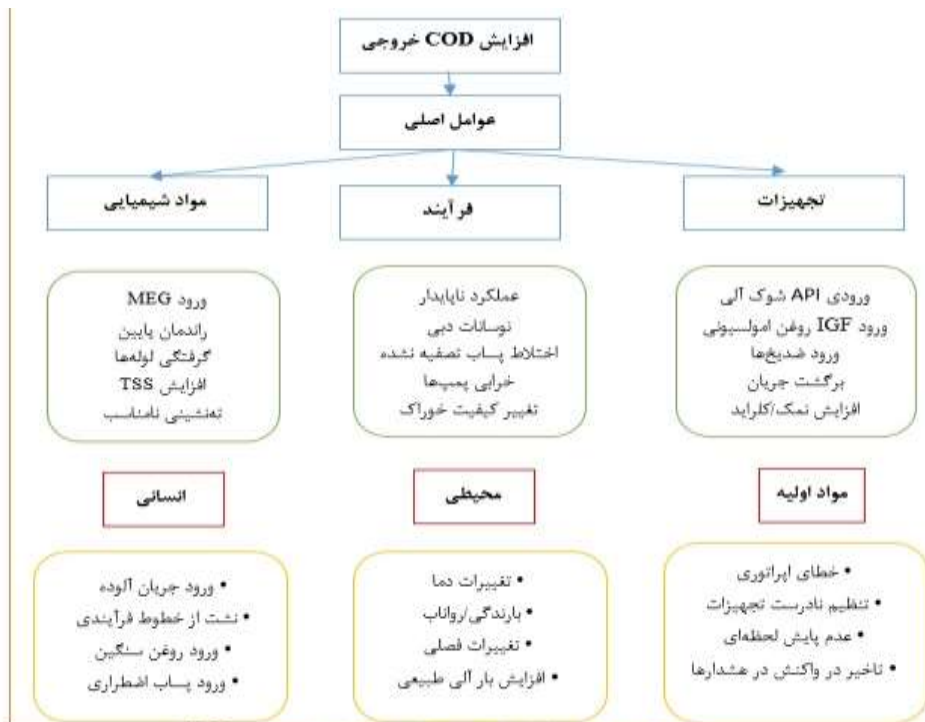 افزایش COD خروجی
عوامل اصلی
تجهیزات
فرآیند
مواد شیمیایی
ورودی API شوک آلی
ورود IGF روغن امولسیونی
ورود ضدیخ‌ها
برگشت جریان
افزایش نمک/کلراید
عملکرد ناپایدار
نوسانات دبی
اختلاط پساب تصفیه نشده
خرابی پمپ‌ها
تغییر کیفیت خوراک
ورود MEG
راندمان پایین
گرفتگی لوله‌ها
افزایش TSS
ته‌نشینی نامناسب
مواد اولیه
محیطی
انسانی
• خطای اپراتوری
• تنظیم نادرست تجهیزات
• عدم پایش لحظه‌ای
• تاخیر در واکنش در هشدارها
• تغییرات دما
• بارندگی/رواناب
• تغییرات فصلی
• افزایش بار آلی طبیعی
• ورود جریان آلوده
• نشت از خطوط فرآیندی
• ورود روغن سنگین
• ورود پساب اضطراری